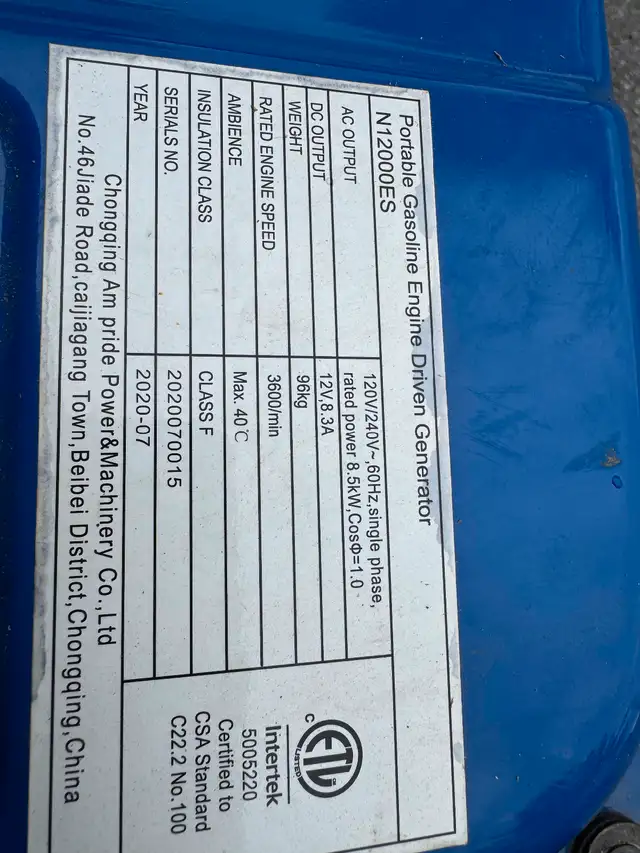 Portable Gasoline Engine Driven Generator
N12000ES
AC OUTPUT 120V/240V~,60Hz,single phase,
rated power 8.5kW,CosΦ=1.0
DC OUTPUT 12V,8.3A
WEIGHT 96kg
RATED ENGINE SPEED 3600/min
AMBIENCE Max. 40℃
INSULATION CLASS CLASS F
SERIALS NO. 2020070015
YEAR 2020-07
C ETL LISTED
Intertek
5005220
Certified to
CSA Standard
C22.2 No.100
Chongqing Am pride Power&Machinery Co.,Ltd
No.46Jiade Road,caijiagang Town,Beibei District,Chongqing,China